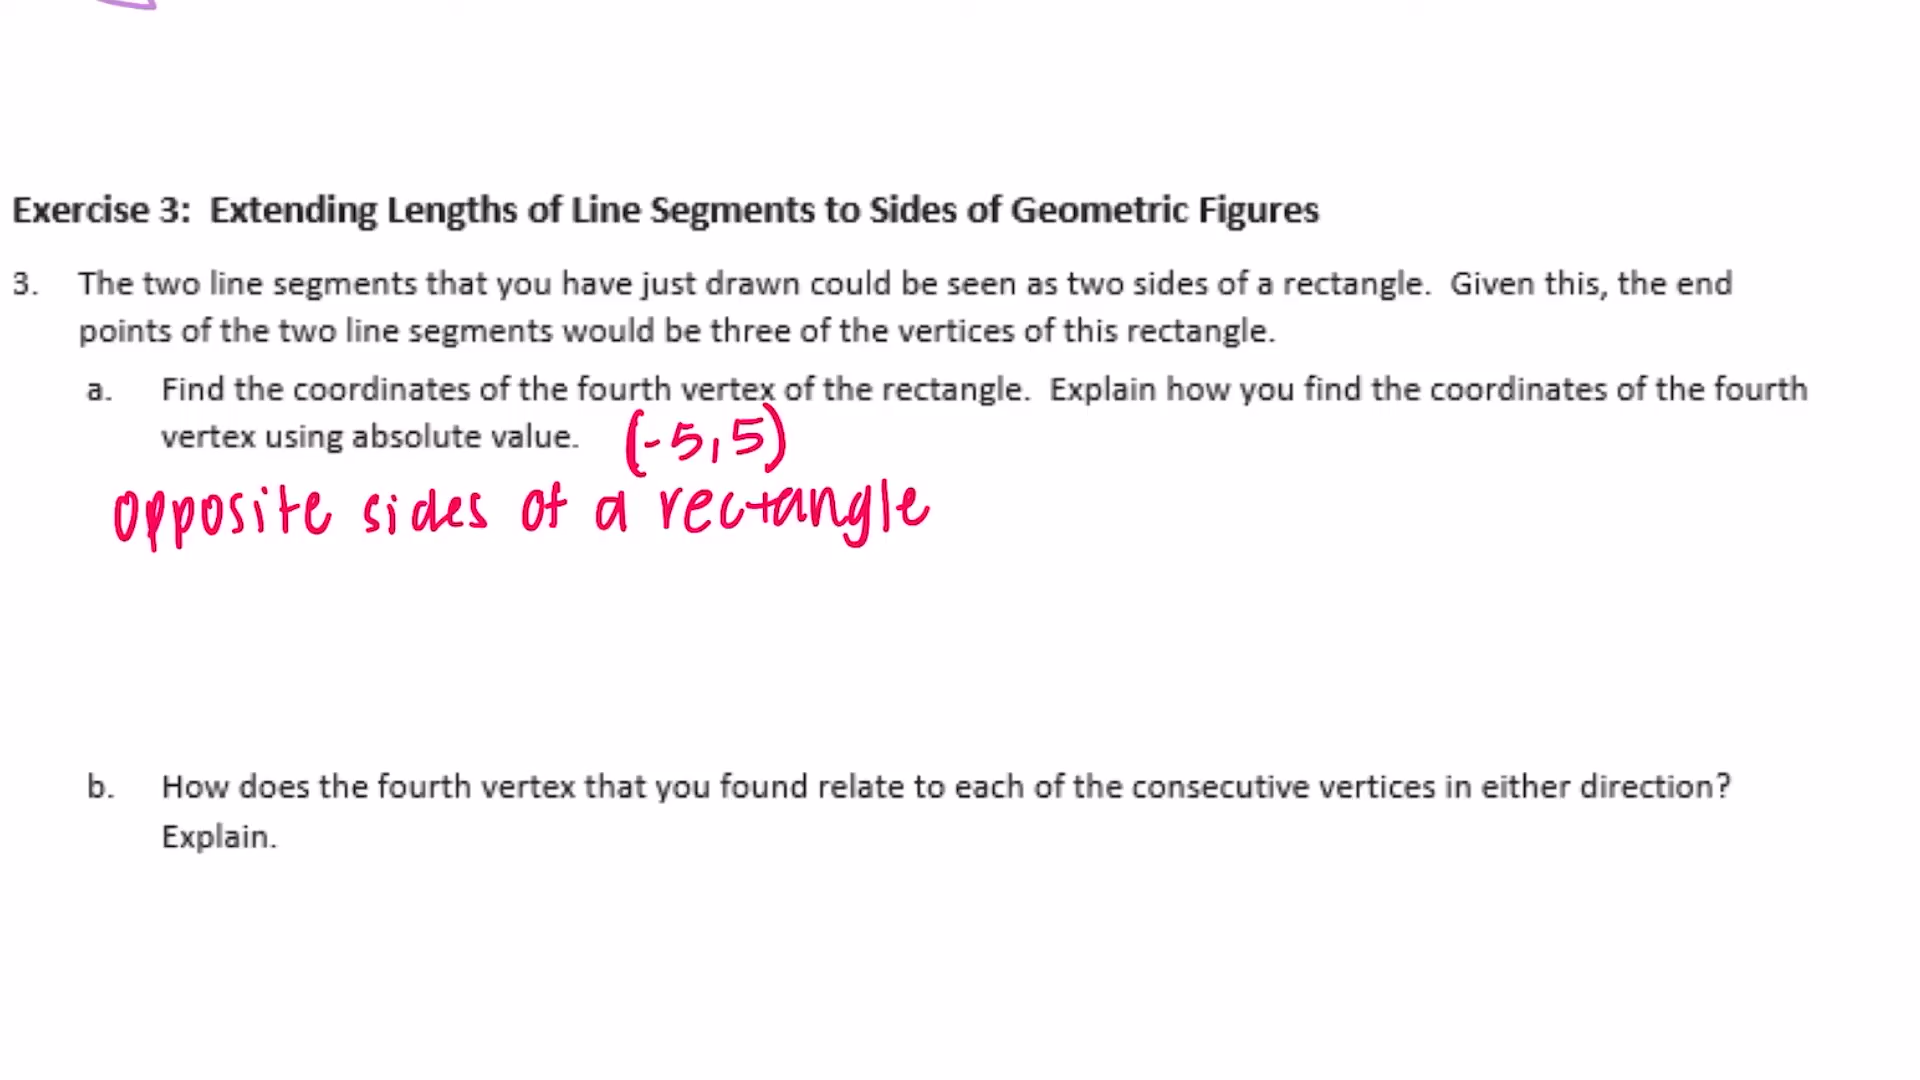 Exercise 3: Extending Lengths of Line Segments to Sides of Geometric Figures
3. The two line segments that you have just drawn could be seen as two sides of a rectangle. Given this, the end
points of the two line segments would be three of the vertices of this rectangle.
a. Find the coordinates of the fourth vertex of the rectangle. Explain how you find the coordinates of the fourth
vertex using absolute value. (-5,5)
opposite sides of a rectangle
b. How does the fourth vertex that you found relate to each of the consecutive vertices in either direction?
Explain.